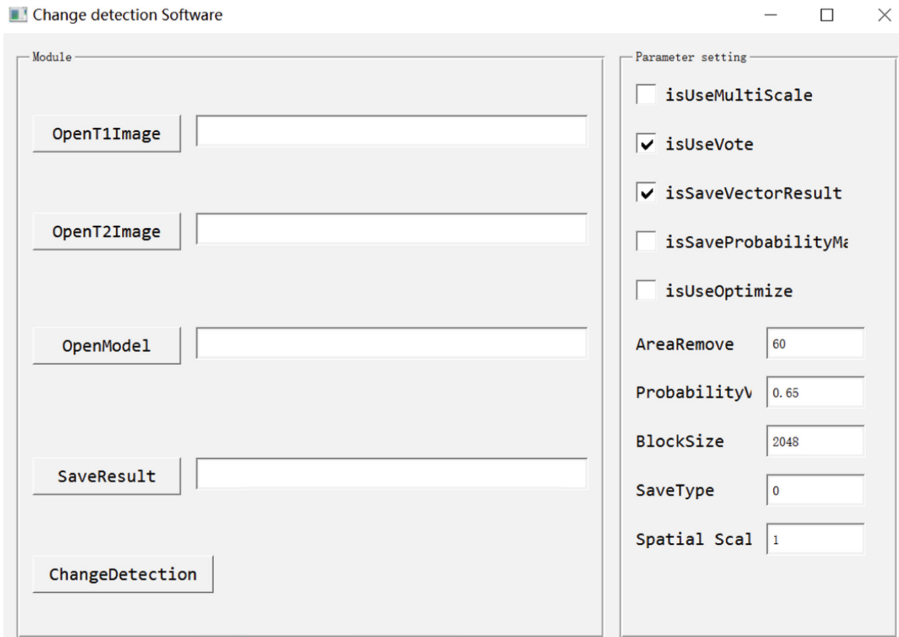 Change detection Software
Module
OpenT1Image
OpenT2Image
OpenModel
SaveResult
ChangeDetection
Parameter setting
isUseMultiScale
isUseVote
isSaveVectorResult
isSaveProbabilityMa
isUseOptimize
AreaRemove 60
ProbabilityV 0.65
BlockSize 2048
SaveType 0
Spatial Scal 1